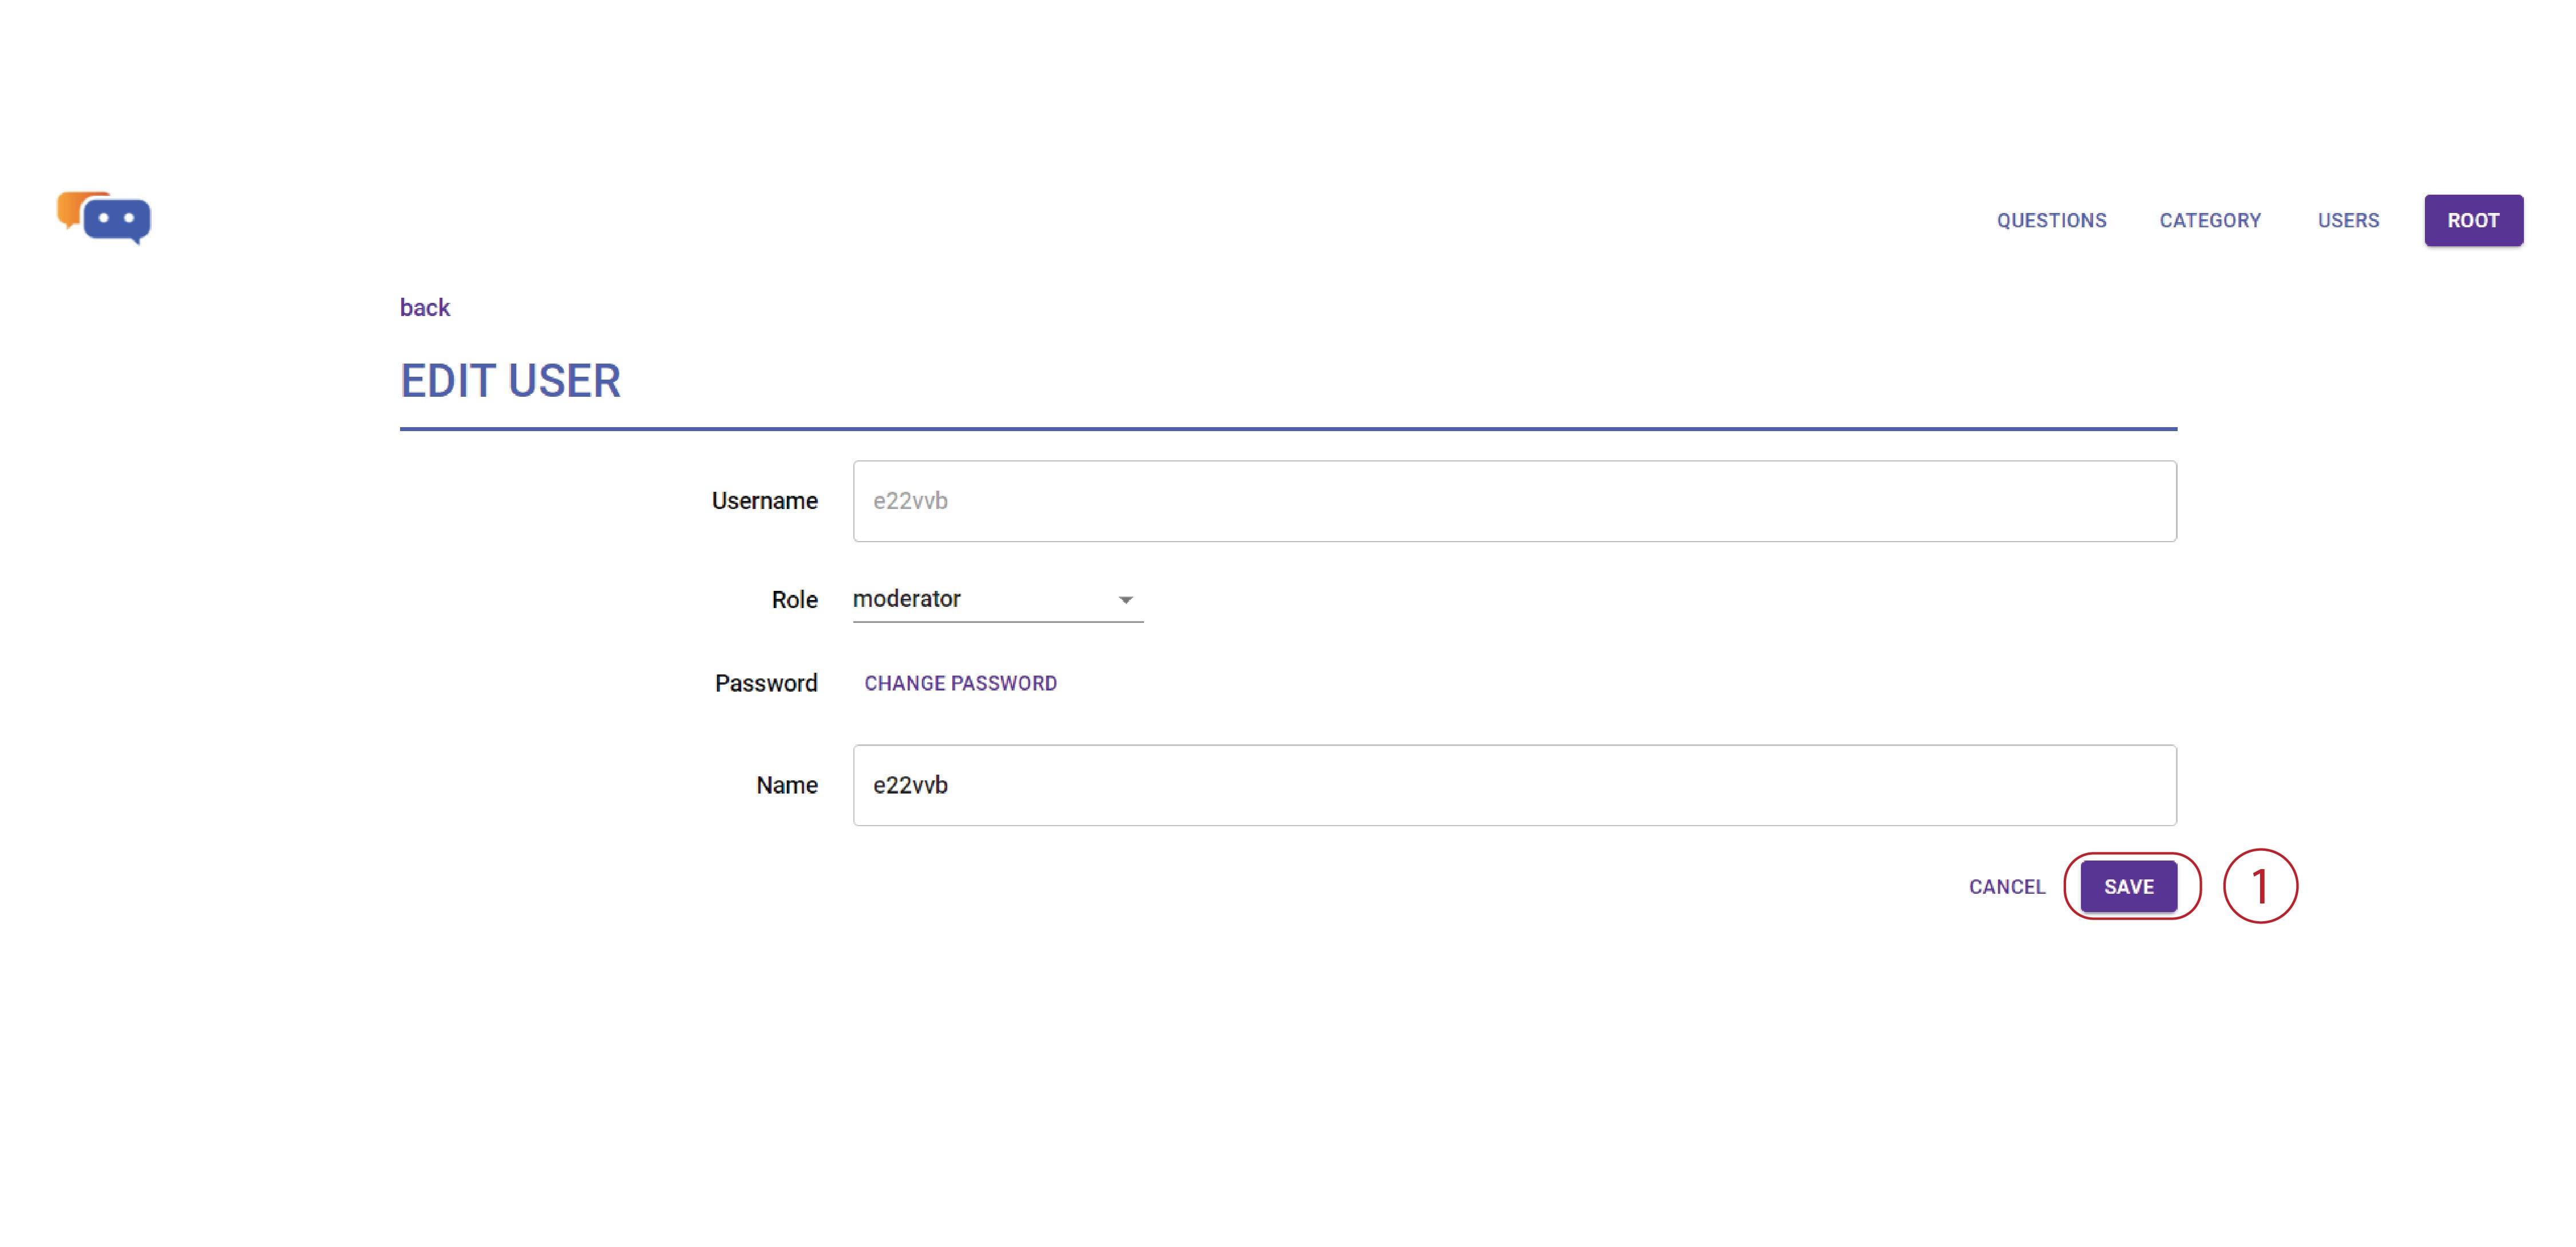 QUESTIONS CATEGORY USERS ROOT
back
EDIT USER
Username e22vvb
Role moderator
Password CHANGE PASSWORD
Name e22vvb
CANCEL SAVE 1